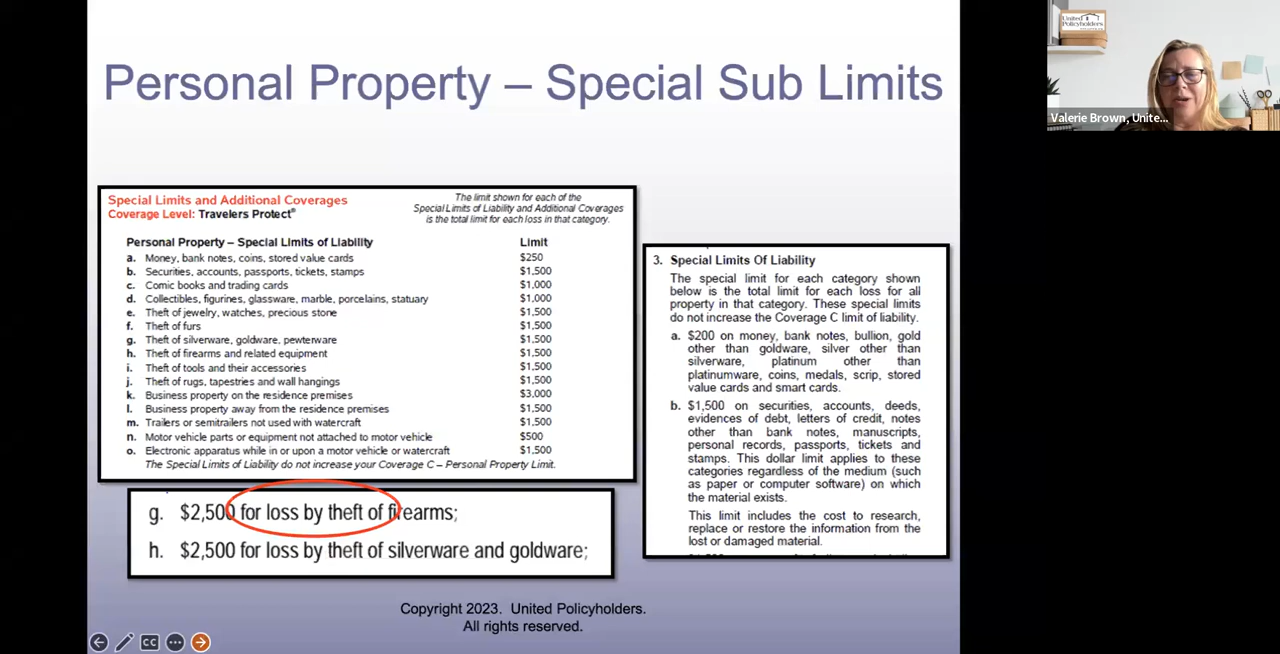 Personal Property – Special Sub Limits
Special Limits and Additional Coverages
Coverage Level: Travelers Protect®
The limit shown for each of the
Special Limits of Liability and Additional Coverages
is the total limit for each loss in that category.
Personal Property – Special Limits of Liability Limit
a. Money, bank notes, coins, stored value cards $250
b. Securities, accounts, passports, tickets, stamps $1,500
c. Comic books and trading cards $1,000
d. Collectibles, figurines, glassware, marble, porcelains, statuary $1,000
e. Theft of jewelry, watches, precious stone $1,500
f. Theft of furs $1,500
g. Theft of silverware, goldware, pewterware $1,500
h. Theft of firearms and related equipment $1,500
i. Theft of tools and their accessories $1,500
j. Theft of rugs, tapestries and wall hangings $1,500
k. Business property on the residence premises $3,000
l. Business property away from the residence premises $1,500
m. Trailers or semitrailers not used with watercraft $1,500
n. Motor vehicle parts or equipment not attached to motor vehicle $500
o. Electronic apparatus while in or upon a motor vehicle or watercraft $1,500
The Special Limits of Liability do not increase your Coverage C – Personal Property Limit.
g. $2,500 for loss by theft of firearms;
h. $2,500 for loss by theft of silverware and goldware;
3. Special Limits Of Liability
The special limit for each category shown
below is the total limit for each loss for all
property in that category. These special limits
do not increase the Coverage C limit of liability.
a. $200 on money, bank notes, bullion, gold
other than goldware, silver other than
silverware, platinum other than
platinumware, coins, medals, scrip, stored
value cards and smart cards.
b. $1,500 on securities, accounts, deeds,
evidences of debt, letters of credit, notes
other than bank notes, manuscripts,
personal records, passports, tickets and
stamps. This dollar limit applies to these
categories regardless of the medium (such
as paper or computer software) on which
the material exists.
This limit includes the cost to research,
replace or restore the information from the
lost or damaged material.
Copyright 2023. United Policyholders.
All rights reserved.
CC
United
Policyholders
Valerie Brown, Unite...